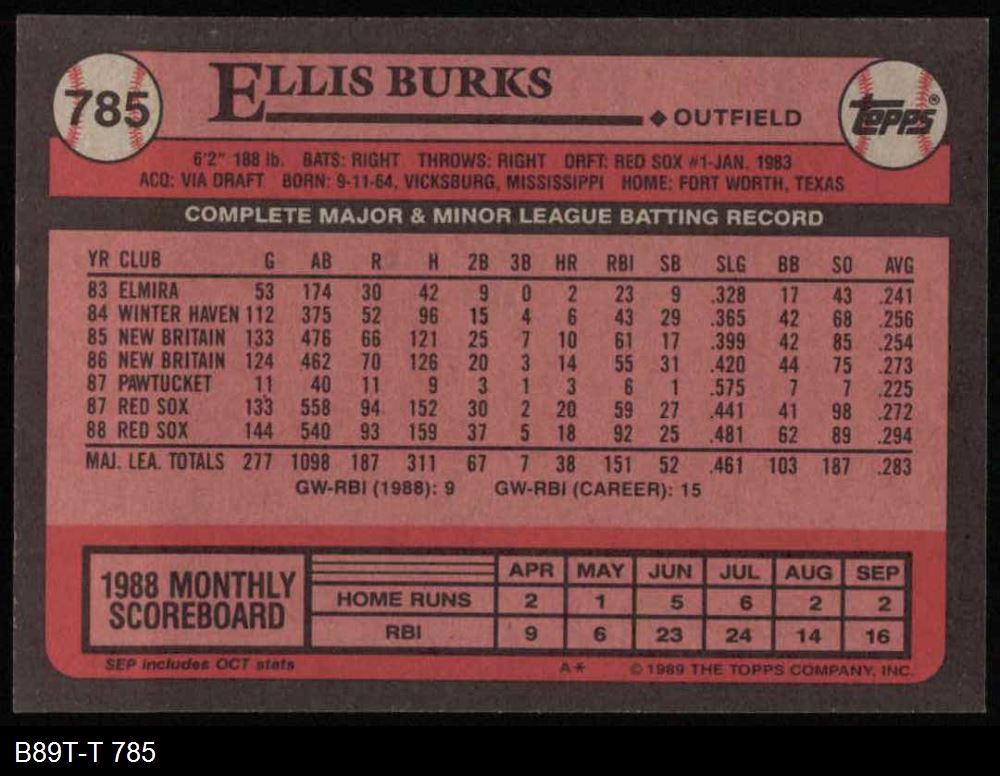 785
ELLIS BURKS
◆ OUTFIELD
TOPPS®
6'2" 188 lb. BATS: RIGHT THROWS: RIGHT DRFT: RED SOX #1-JAN. 1983
ACQ: VIA DRAFT BORN: 9-11-64, VICKSBURG, MISSISSIPPI HOME: FORT WORTH, TEXAS
COMPLETE MAJOR & MINOR LEAGUE BATTING RECORD
YR CLUB G AB R H 2B 3B HR RBI SB SLG BB SO AVG
83 ELMIRA 53 174 30 42 9 0 2 23 9 .328 17 43 .241
84 WINTER HAVEN 112 375 52 96 15 4 6 43 29 .365 42 68 .256
85 NEW BRITAIN 133 476 66 121 25 7 10 61 17 .399 42 85 .254
86 NEW BRITAIN 124 462 70 126 20 3 14 55 31 .420 44 75 .273
87 PAWTUCKET 11 40 11 9 3 1 3 6 1 .575 7 7 .225
87 RED SOX 133 558 94 152 30 2 20 59 27 .441 41 98 .272
88 RED SOX 144 540 93 159 37 5 18 92 25 .481 62 89 .294
MAJ. LEA. TOTALS 277 1098 187 311 67 7 38 151 52 .461 103 187 .283
GW-RBI (1988): 9 GW-RBI (CAREER): 15
1988 MONTHLY
SCOREBOARD
APR MAY JUN JUL AUG SEP
HOME RUNS 2 1 5 6 2 2
RBI 9 6 23 24 14 16
SEP includes OCT stats
A* © 1989 THE TOPPS COMPANY, INC.
B89T-T 785